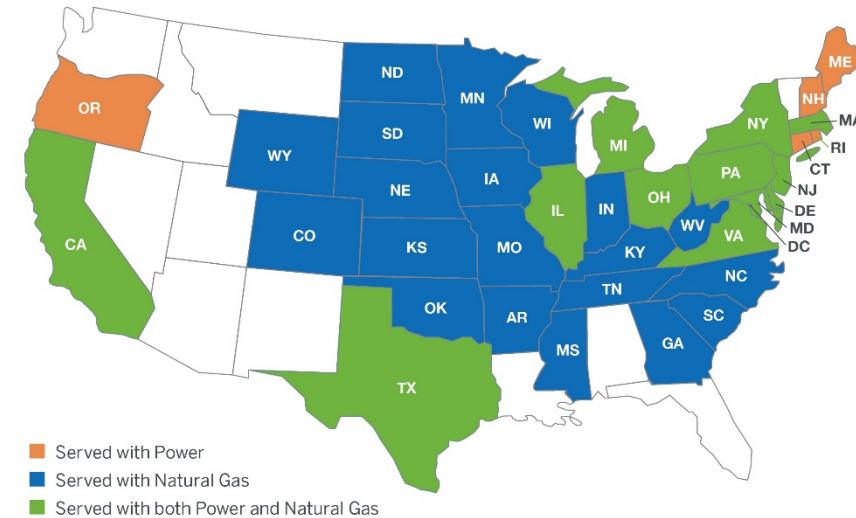 ME
ND
MN
OR
NH
WI
SD
NY
MA
MI
WY
RI
IA
PA
CT
NE
NJ
IL
IN
OH
DE
CO
WV
MD
CA
KS
MO
VA
DC
KY
NC
TN
OK
AR
SC
MS
GA
TX
Served with Power
Served with Natural Gas
Served with both Power and Natural Gas